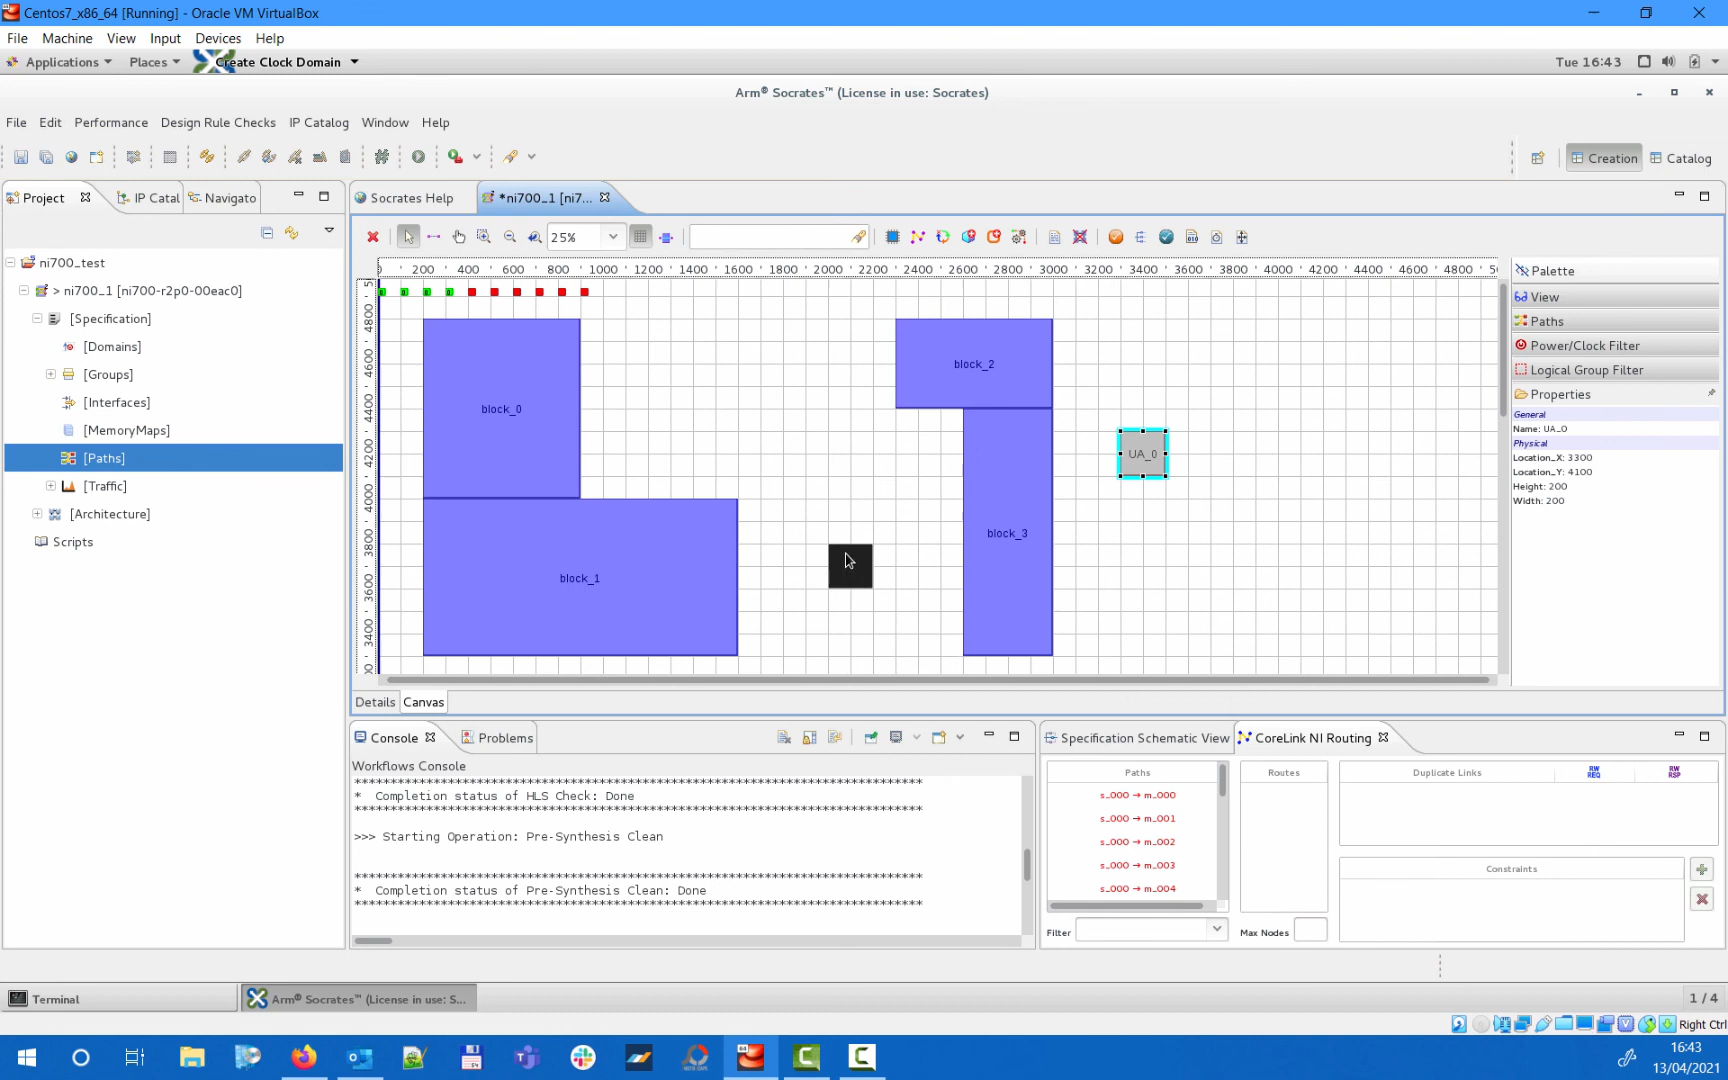 Centos7_x86_64 [Running] - Oracle VM VirtualBox
File Machine View Input Devices Help
Applications Places Create Clock Domain Tue 16:43
Arm® Socrates™ (License in use: Socrates)
File Edit Performance Design Rule Checks IP Catalog Window Help
Creation Catalog
Project IP Catal Navigato
Socrates Help *ni700_1 [ni7...
25%
200 400 600 800 1000 1200 1400 1600 1800 2000 2200 2400 2600 2800 3000 3200 3400 3600 3800 4000 4200 4400 4600 4800
4800
4600
4400
4200
4000
3800
3600
3400
ni700_test
> ni700_1 [ni700-r2p0-00eac0]
[Specification]
[Domains]
[Groups]
[Interfaces]
[MemoryMaps]
[Paths]
[Traffic]
[Architecture]
Scripts
block_0
block_1
block_2
block_3
UA_0
Palette
View
Paths
Power/Clock Filter
Logical Group Filter
Properties
General
Name: UA_0
Physical
Location_X: 3300
Location_Y: 4100
Height: 200
Width: 200
Details Canvas
Console Problems
Workflows Console
******************************************************************************
* Completion status of HLS Check: Done
******************************************************************************
>>> Starting Operation: Pre-Synthesis Clean
******************************************************************************
* Completion status of Pre-Synthesis Clean: Done
******************************************************************************
Specification Schematic View CoreLink NI Routing
Paths Routes Duplicate Links RW REQ RW RSP
s_000 → m_000
s_000 → m_001
s_000 → m_002
s_000 → m_003
s_000 → m_004
Constraints
Filter Max Nodes
Terminal Arm® Socrates™ (License in use: S... 1 / 4
Right Ctrl
16:43
13/04/2021